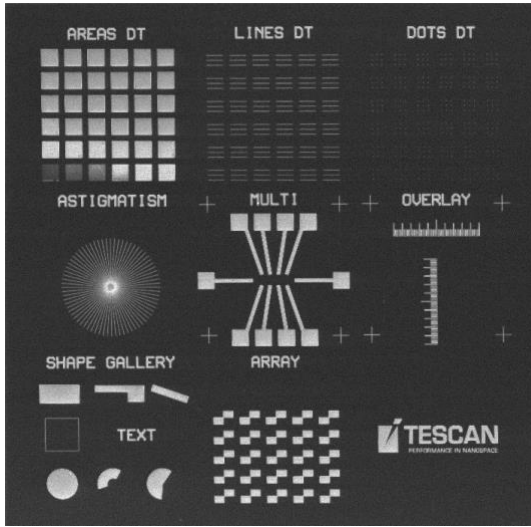 AREAS DT
LINES DT
DOTS DT
ASTIGMATISM
MULTI
OVERLAY
SHAPE GALLERY
ARRAY
TEXT
TESCAN
PERFORMANCE IN NANOSPACE